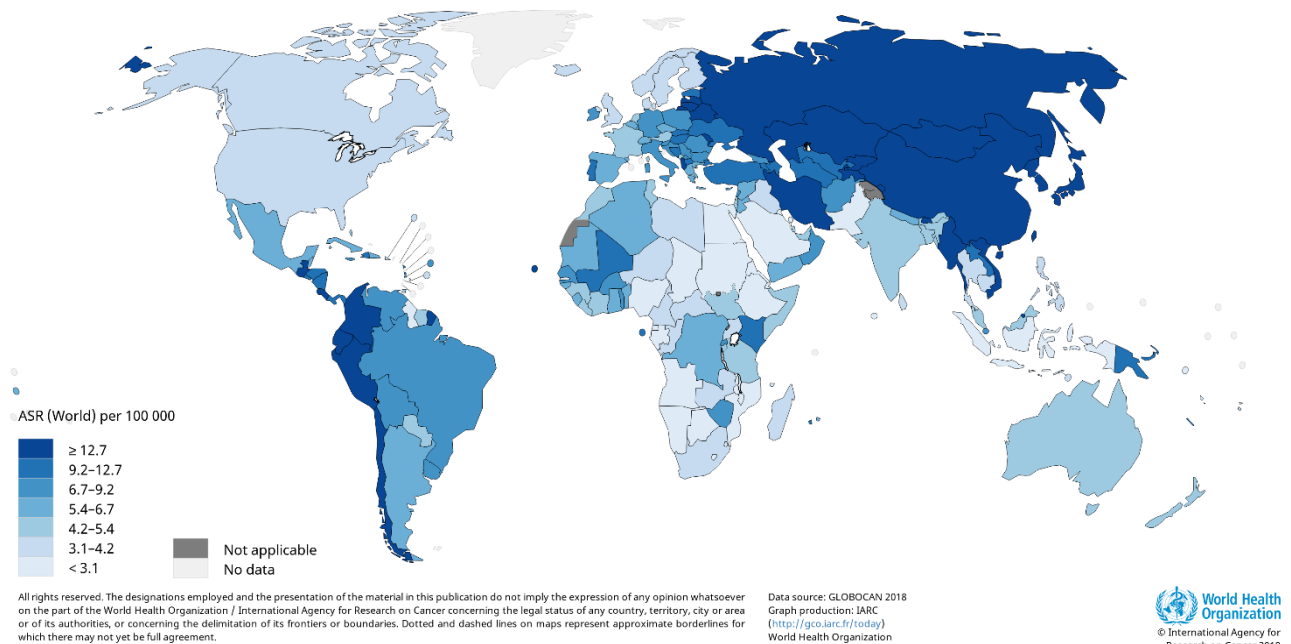 ASR (World) per 100 000
≥ 12.7
9.2–12.7
6.7–9.2
5.4–6.7
4.2–5.4
3.1–4.2
< 3.1
Not applicable
No data
All rights reserved. The designations employed and the presentation of the material in this publication do not imply the expression of any opinion whatsoever
on the part of the World Health Organization / International Agency for Research on Cancer concerning the legal status of any country, territory, city or area
or of its authorities, or concerning the delimitation of its frontiers or boundaries. Dotted and dashed lines on maps represent approximate borderlines for
which there may not yet be full agreement.
Data source: GLOBOCAN 2018
Graph production: IARC
(http://gco.iarc.fr/today)
World Health Organization
World Health
Organization
© International Agency for
Research on Cancer 2018